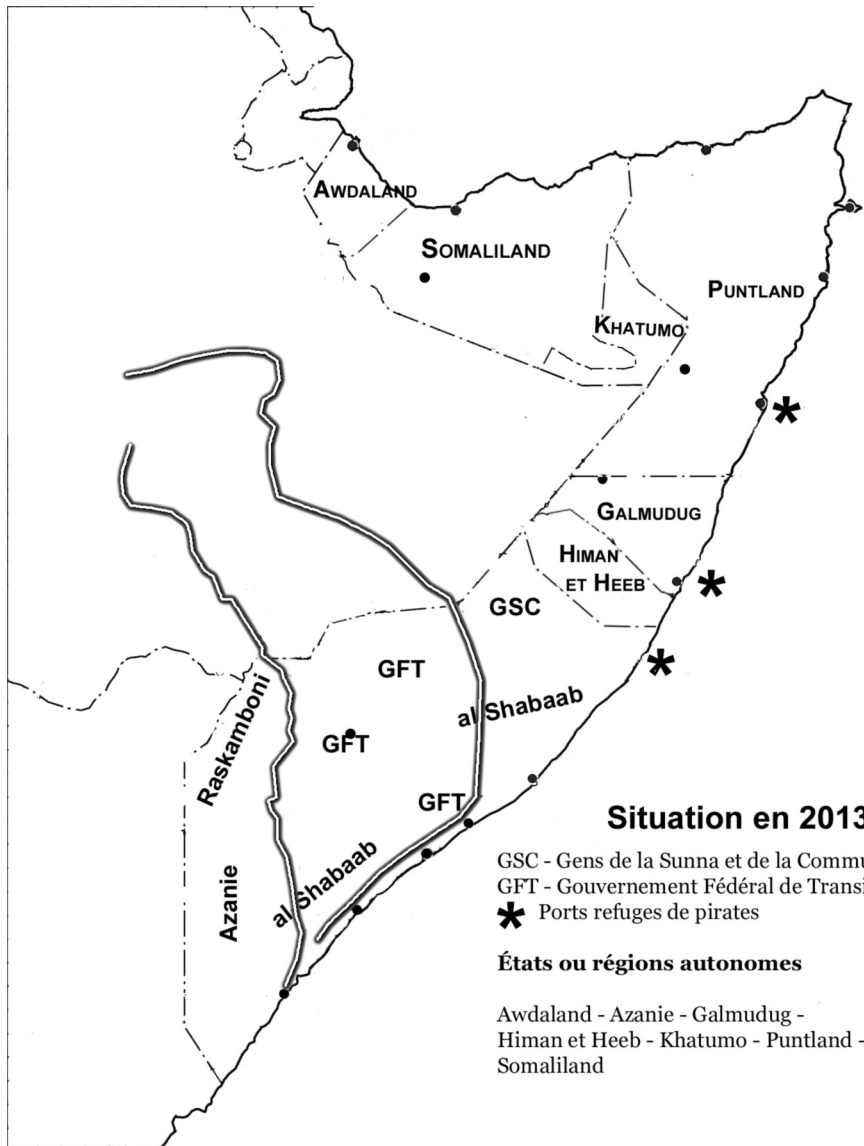 AWDALAND
SOMALILAND
PUNTLAND
KHATUMO
GALMUDUG
HIMAN
ET HEEB
GSC
GFT
al Shabaab
Raskamboni
GFT
GFT
al Shabaab
Azanie
Situation en 2013
GSC - Gens de la Sunna et de la Commu
GFT - Gouvernement Fédéral de Transi
* Ports refuges de pirates
États ou régions autonomes
Awdaland - Azanie - Galmudug -
Himan et Heeb - Khatumo - Puntland -
Somaliland